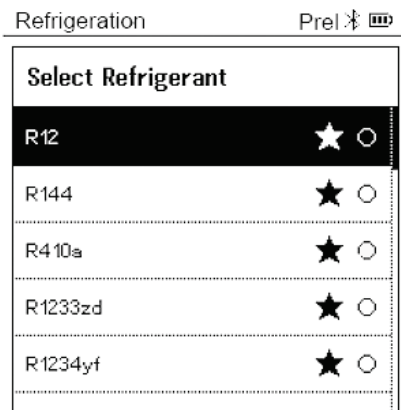 Refrigeration Prel
Select Refrigerant
R12
R144
R410a
R1233zd
R1234yf